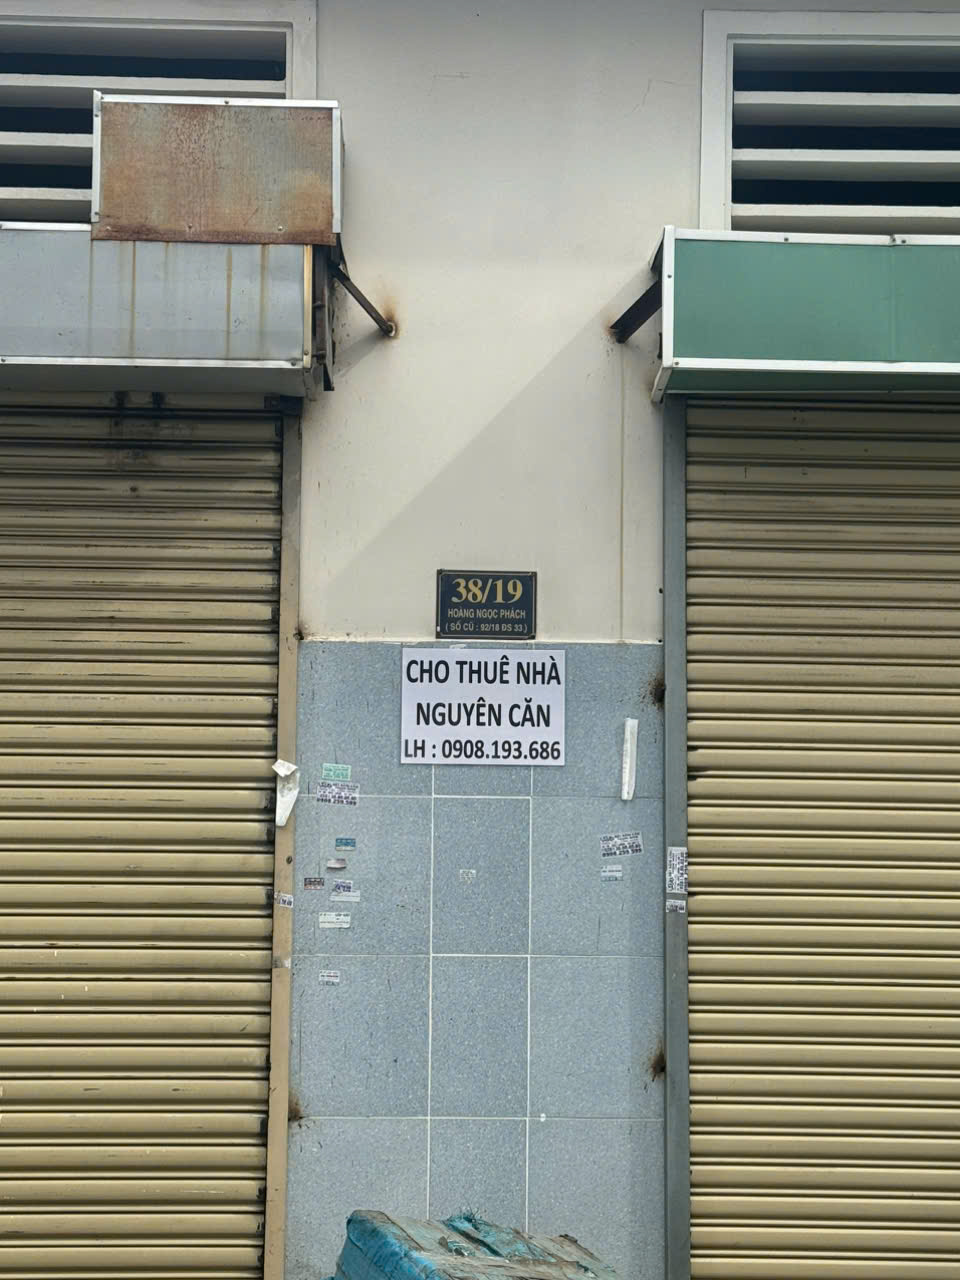 38/19
HOÀNG NGỌC PHÁCH
( SỐ CŨ : 92/18 ĐS 33 )
CHO THUÊ NHÀ
NGUYÊN CĂN
LH : 0908.193.686